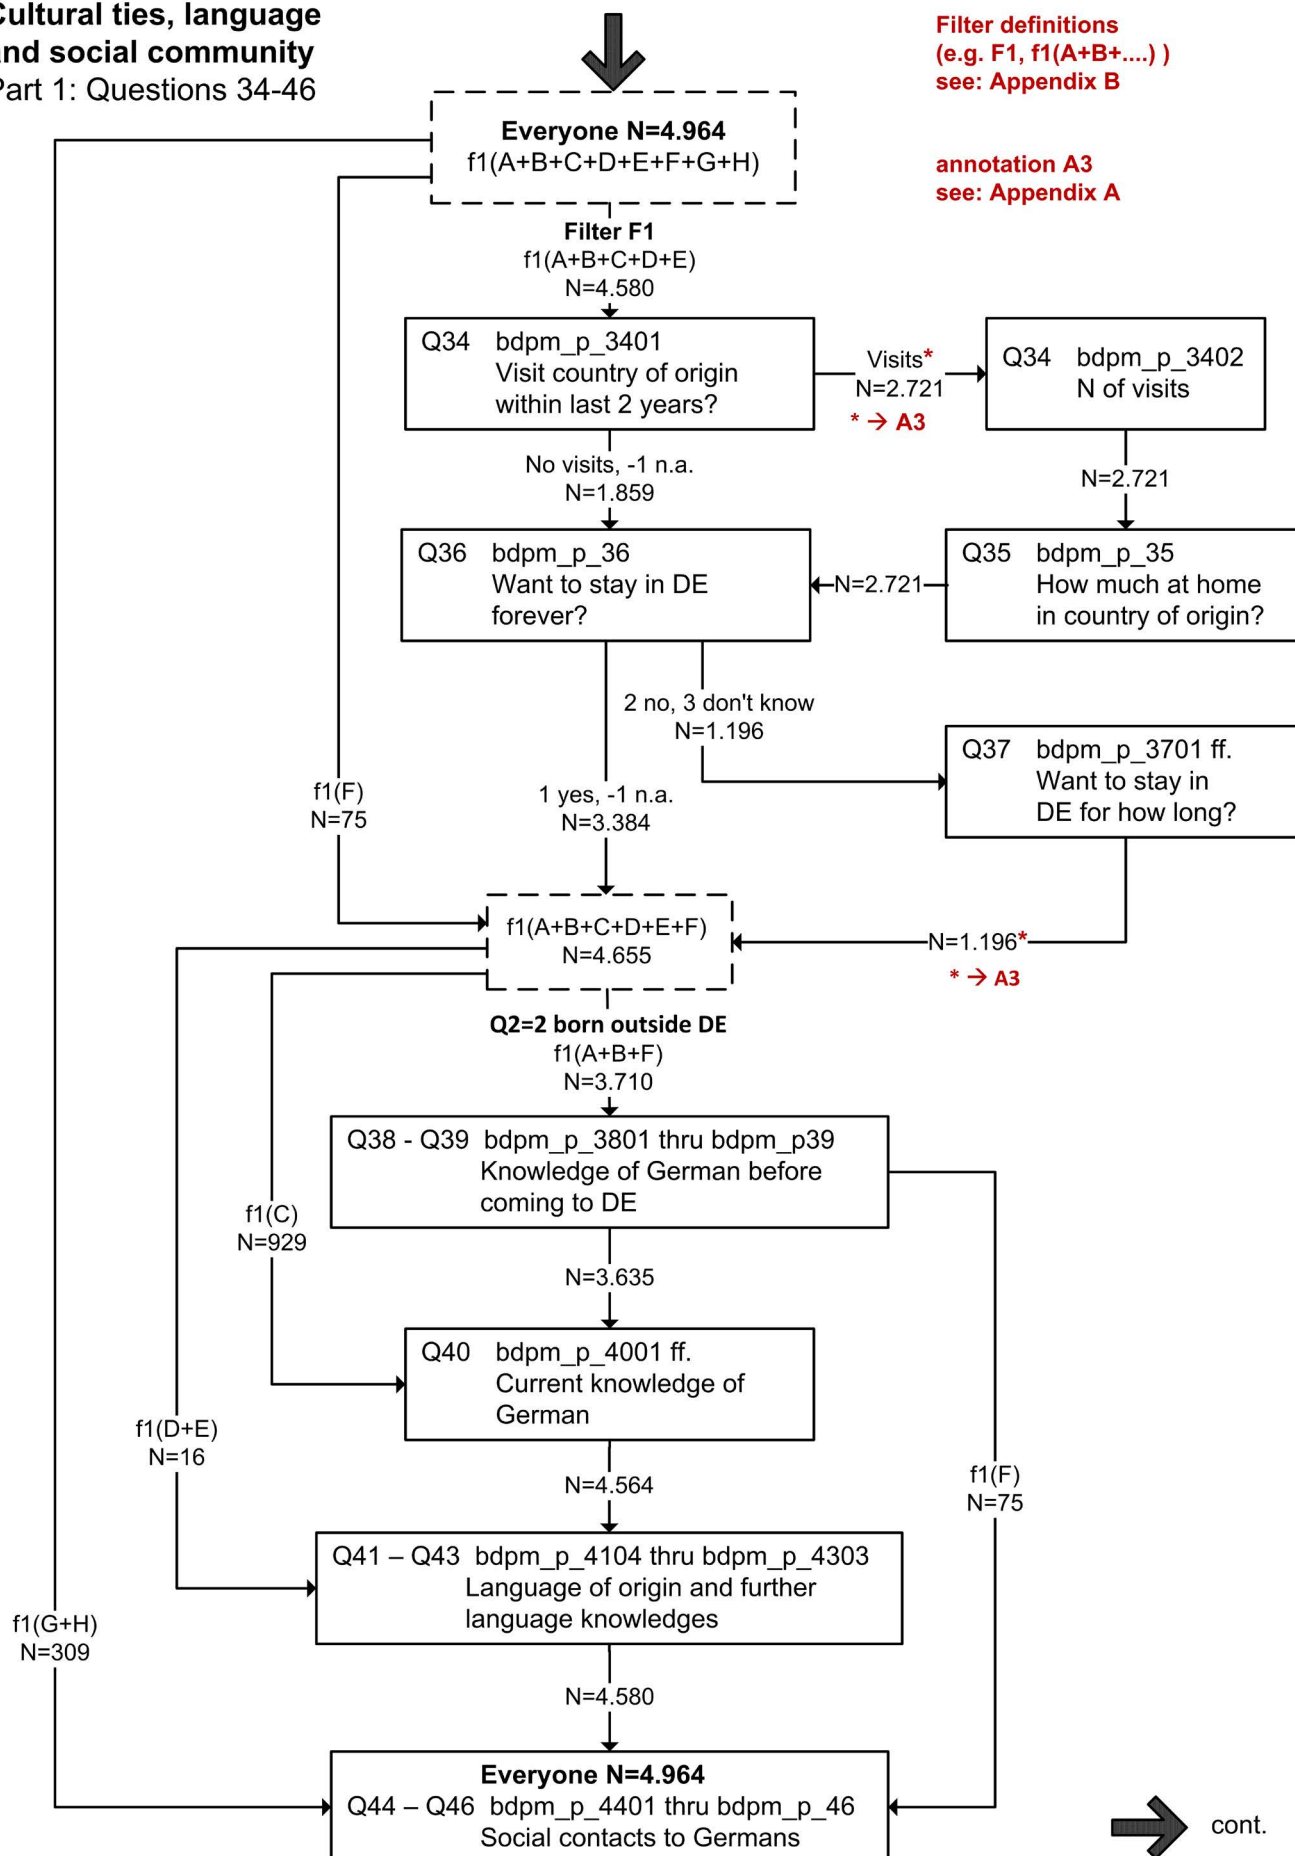 Cultural ties, language
and social community
Part 1: Questions 34-46
Filter definitions
(e.g. F1, f1(A+B+....) )
see: Appendix B
annotation A3
see: Appendix A
Everyone N=4.964
f1(A+B+C+D+E+F+G+H)
Filter F1
f1(A+B+C+D+E)
N=4.580
Q34 bdpm_p_3401
Visit country of origin
within last 2 years?
Visits*
N=2.721
* → A3
Q34 bdpm_p_3402
N of visits
No visits, -1 n.a.
N=1.859
N=2.721
Q36 bdpm_p_36
Want to stay in DE
forever?
N=2.721
Q35 bdpm_p_35
How much at home
in country of origin?
2 no, 3 don't know
N=1.196
Q37 bdpm_p_3701 ff.
Want to stay in
DE for how long?
f1(F)
N=75
1 yes, -1 n.a.
N=3.384
f1(A+B+C+D+E+F)
N=4.655
N=1.196*
* → A3
Q2=2 born outside DE
f1(A+B+F)
N=3.710
Q38 - Q39 bdpm_p_3801 thru bdpm_p39
Knowledge of German before
coming to DE
f1(C)
N=929
N=3.635
Q40 bdpm_p_4001 ff.
Current knowledge of
German
f1(D+E)
N=16
N=4.564
f1(F)
N=75
Q41 – Q43 bdpm_p_4104 thru bdpm_p_4303
Language of origin and further
language knowledges
f1(G+H)
N=309
N=4.580
Everyone N=4.964
Q44 – Q46 bdpm_p_4401 thru bdpm_p_46
Social contacts to Germans
cont.